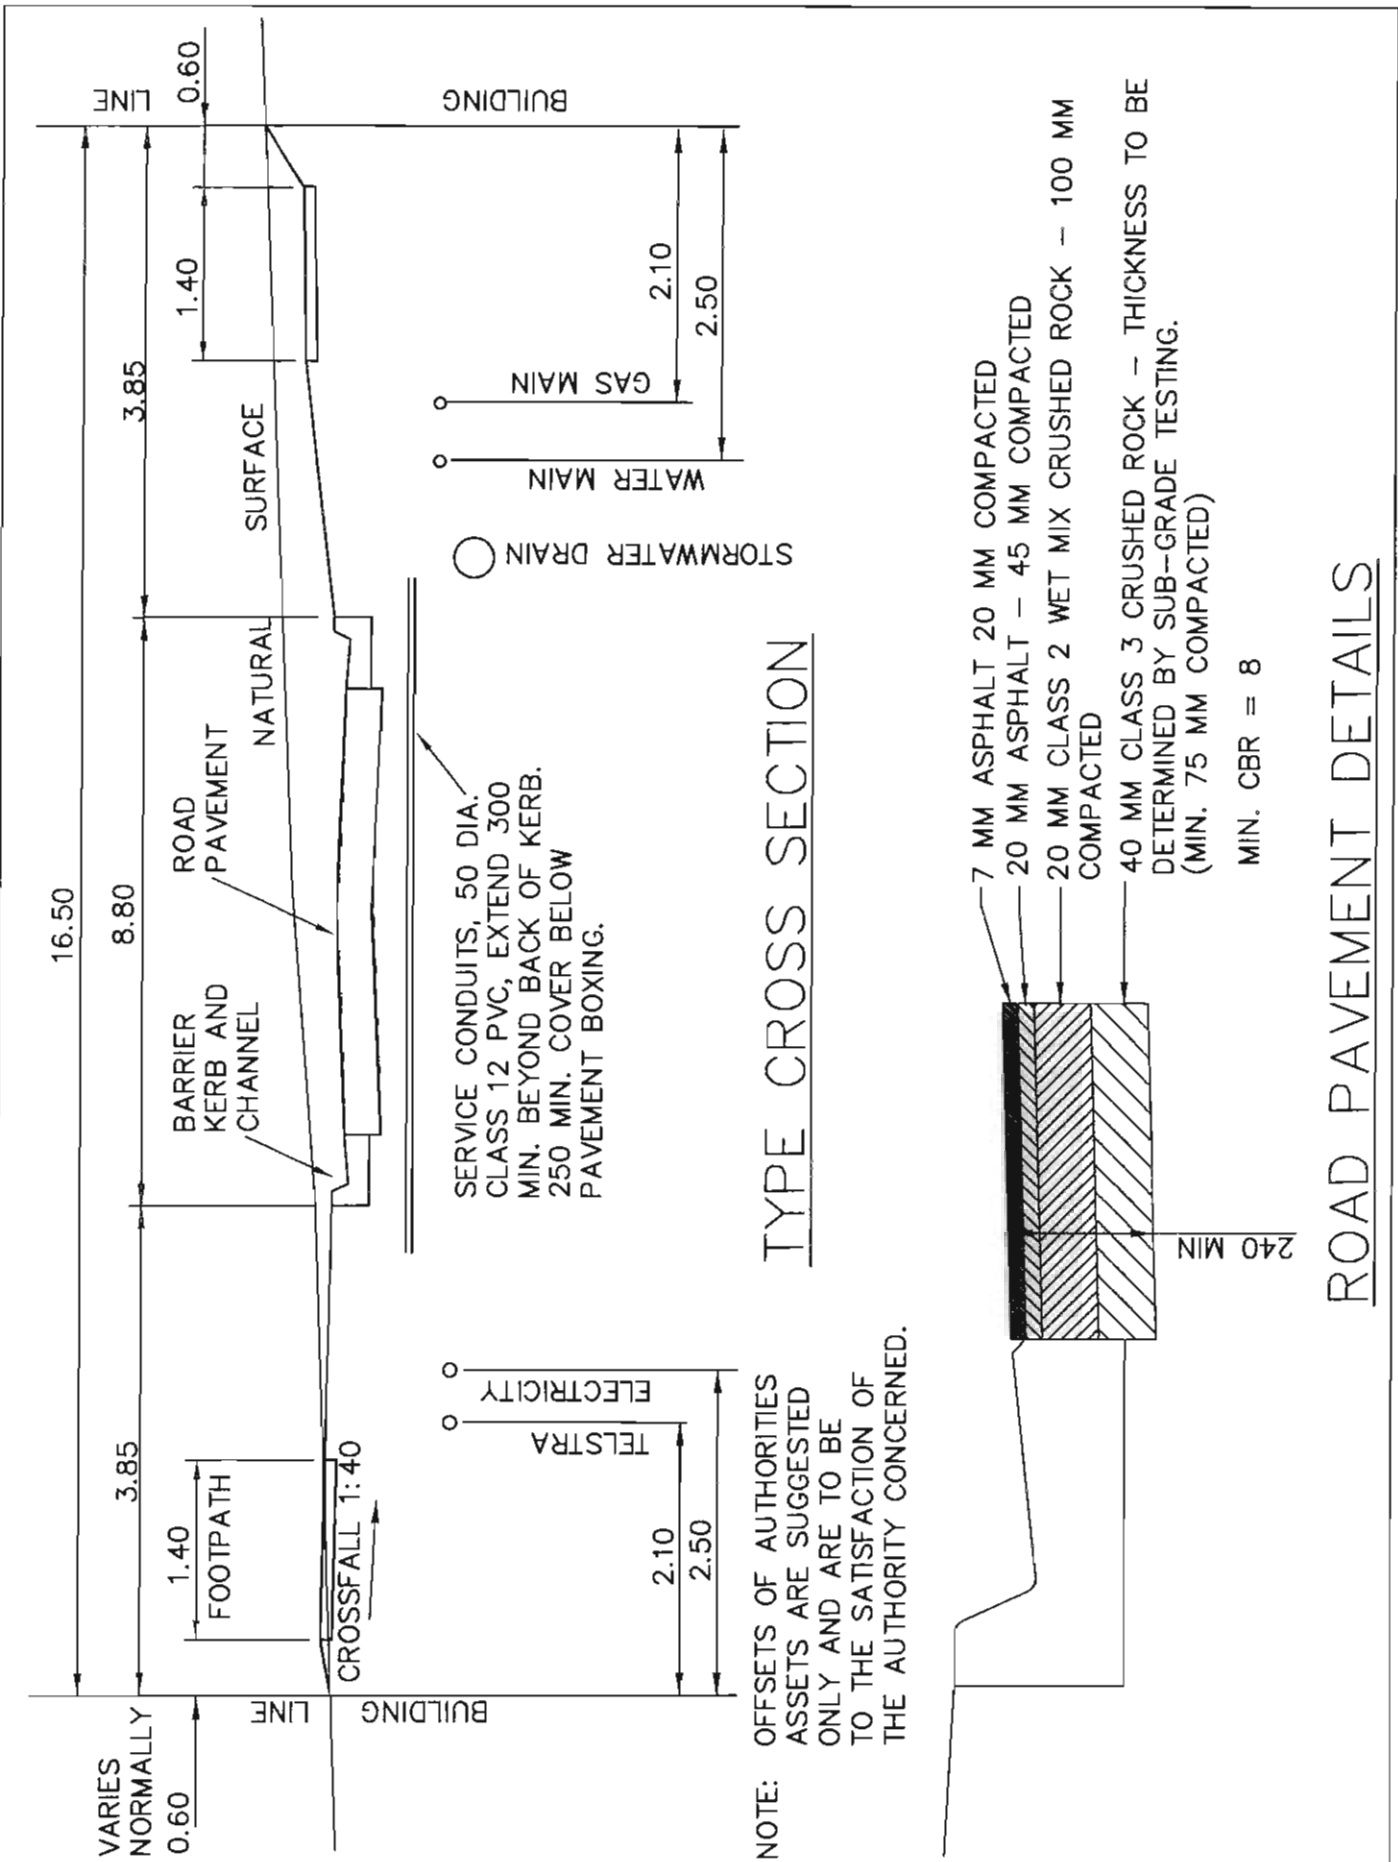 16.50
3.85
8.80
3.85
VARIES
NORMALLY
0.60
1.40
FOOTPATH
CROSSFALL 1:40
BUILDING LINE
BARRIER
KERB AND
CHANNEL
ROAD
PAVEMENT
NATURAL SURFACE
1.40
0.60
BUILDING LINE
TELSTRA
ELECTRICITY
2.10
2.50
SERVICE CONDUITS, 50 DIA.
CLASS 12 PVC, EXTEND 300
MIN. BEYOND BACK OF KERB.
250 MIN. COVER BELOW
PAVEMENT BOXING.
STORMWATER DRAIN
WATER MAIN
GAS MAIN
2.10
2.50
NOTE: OFFSETS OF AUTHORITIES
ASSETS ARE SUGGESTED
ONLY AND ARE TO BE
TO THE SATISFACTION OF
THE AUTHORITY CONCERNED.
TYPE CROSS SECTION
7 MM ASPHALT 20 MM COMPACTED
20 MM ASPHALT - 45 MM COMPACTED
20 MM CLASS 2 WET MIX CRUSHED ROCK - 100 MM
COMPACTED
40 MM CLASS 3 CRUSHED ROCK - THICKNESS TO BE
DETERMINED BY SUB-GRADE TESTING.
(MIN. 75 MM COMPACTED)
MIN. CBR = 8
240 MIN
ROAD PAVEMENT DETAILS